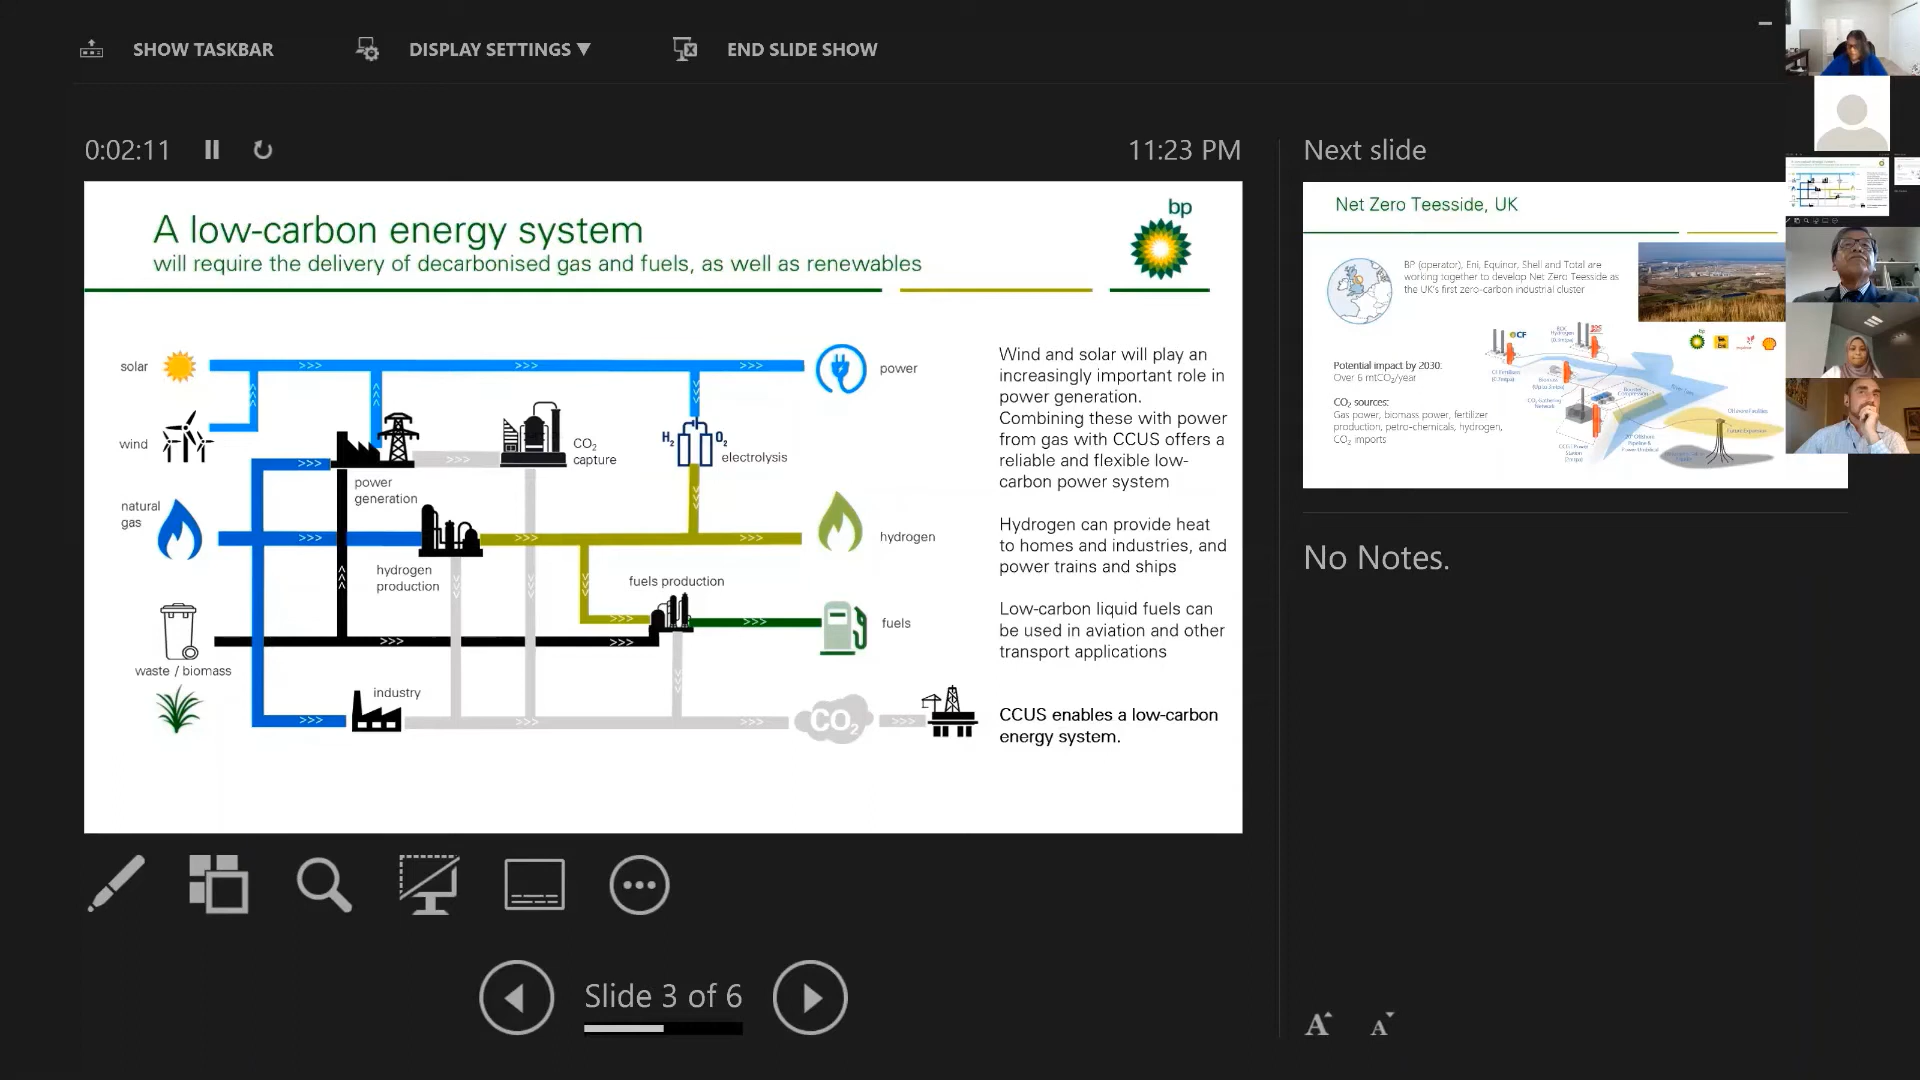 SHOW TASKBAR
DISPLAY SETTINGS ▼
END SLIDE SHOW
0:02:11
11:23 PM
Next slide
A low-carbon energy system
will require the delivery of decarbonised gas and fuels, as well as renewables
bp
solar
wind
natural
gas
waste / biomass
power
generation
CO₂
capture
H₂
O₂
electrolysis
hydrogen
production
fuels production
industry
power
hydrogen
fuels
CO₂
Wind and solar will play an
increasingly important role in
power generation.
Combining these with power
from gas with CCUS offers a
reliable and flexible low-
carbon power system
Hydrogen can provide heat
to homes and industries, and
power trains and ships
Low-carbon liquid fuels can
be used in aviation and other
transport applications
CCUS enables a low-carbon
energy system.
Net Zero Teesside, UK
BP (operator), Eni, Equinor, Shell and Total are
working together to develop Net Zero Teesside as
the UK's first zero-carbon industrial cluster
Potential impact by 2030:
Over 6 mtCO₂/year
CO₂ sources:
Gas power, biomass power, fertilizer
production, petro-chemicals, hydrogen,
CO₂ imports
CF
No Notes.
Slide 3 of 6